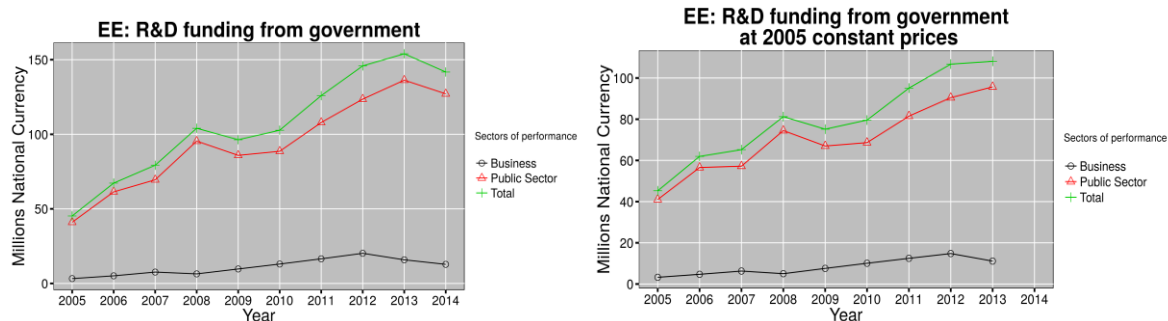 EE: R&D funding from government
Millions National Currency
150
100
50
0
2005 2006 2007 2008 2009 2010 2011 2012 2013 2014
Year
Sectors of performance
Business
Public Sector
Total
EE: R&D funding from government
at 2005 constant prices
Millions National Currency
100
80
60
40
20
0
2005 2006 2007 2008 2009 2010 2011 2012 2013 2014
Year
Sectors of performance
Business
Public Sector
Total